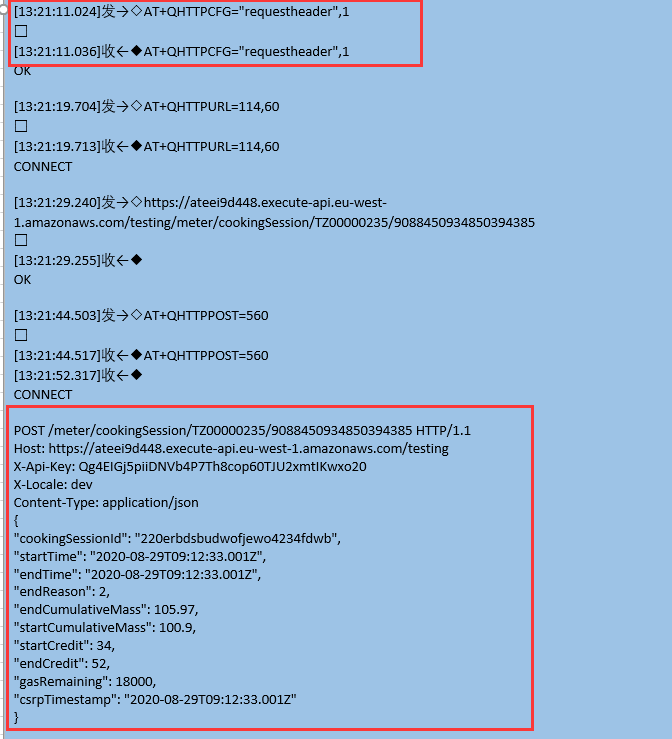 [13:21:11.024]发→◇AT+QHTTPCFG="requestheader",1
□
[13:21:11.036]收←◆AT+QHTTPCFG="requestheader",1
OK
[13:21:19.704]发→◇AT+QHTTPURL=114,60
□
[13:21:19.713]收←◆AT+QHTTPURL=114,60
CONNECT
[13:21:29.240]发→◇https://ateei9d448.execute-api.eu-west-
1.amazonaws.com/testing/meter/cookingSession/TZ00000235/9088450934850394385
□
[13:21:29.255]收←◆
OK
[13:21:44.503]发→◇AT+QHTTPPOST=560
□
[13:21:44.517]收←◆AT+QHTTPPOST=560
[13:21:52.317]收←◆
CONNECT
POST /meter/cookingSession/TZ00000235/9088450934850394385 HTTP/1.1
Host: https://ateei9d448.execute-api.eu-west-1.amazonaws.com/testing
X-Api-Key: Qg4EIGj5piiDNVb4P7Th8cop60TJU2xmtIKwxo20
X-Locale: dev
Content-Type: application/json
{
"cookingSessionId": "220erbdsbudwofjewo4234fdwb",
"startTime": "2020-08-29T09:12:33.001Z",
"endTime": "2020-08-29T09:12:33.001Z",
"endReason": 2,
"endCumulativeMass": 105.97,
"startCumulativeMass": 100.9,
"startCredit": 34,
"endCredit": 52,
"gasRemaining": 18000,
"csrpTimestamp": "2020-08-29T09:12:33.001Z"
}